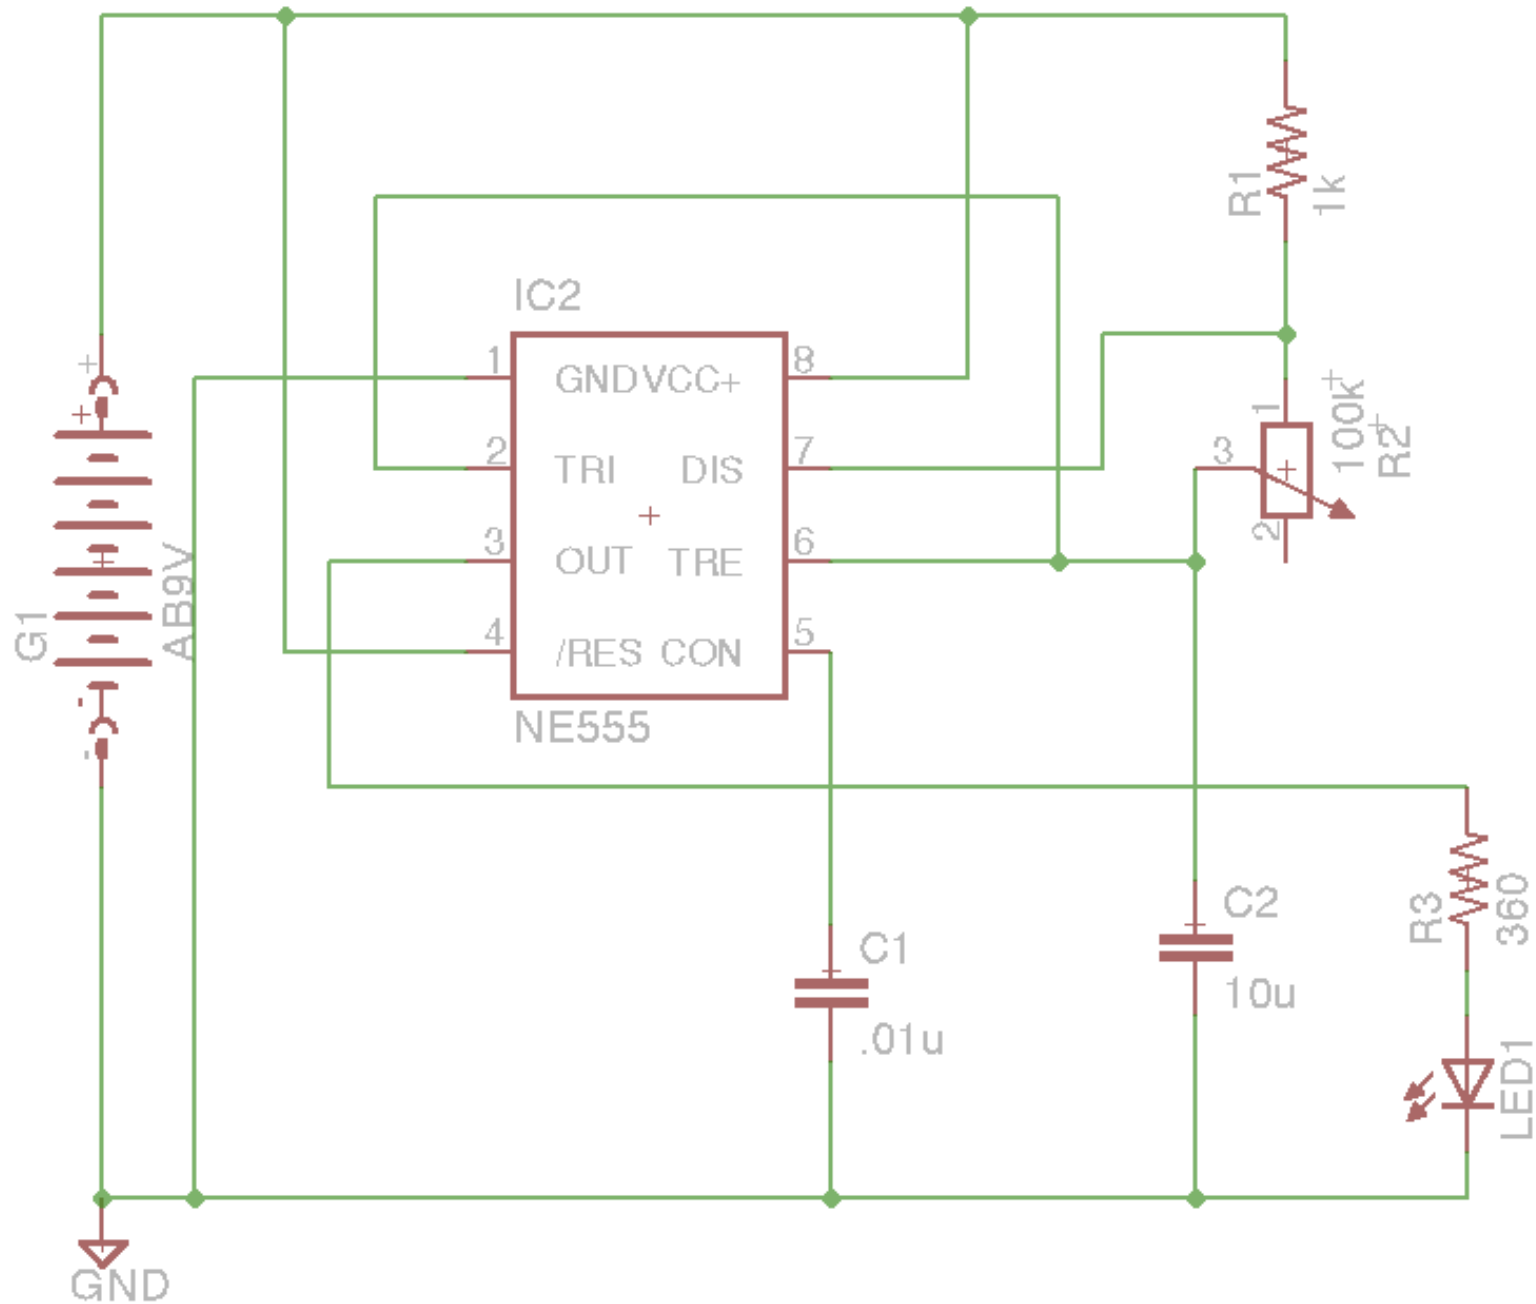 IC2
1
GND
VCC+
8
2
TRI
DIS
7
3
OUT
TRE
6
4
/RES
CON
5
NE555
G1
AB9V
+
+
-
-
GND
R1
1k
1
3
2
100k
R2
C1
.01u
C2
10u
R3
360
LED1